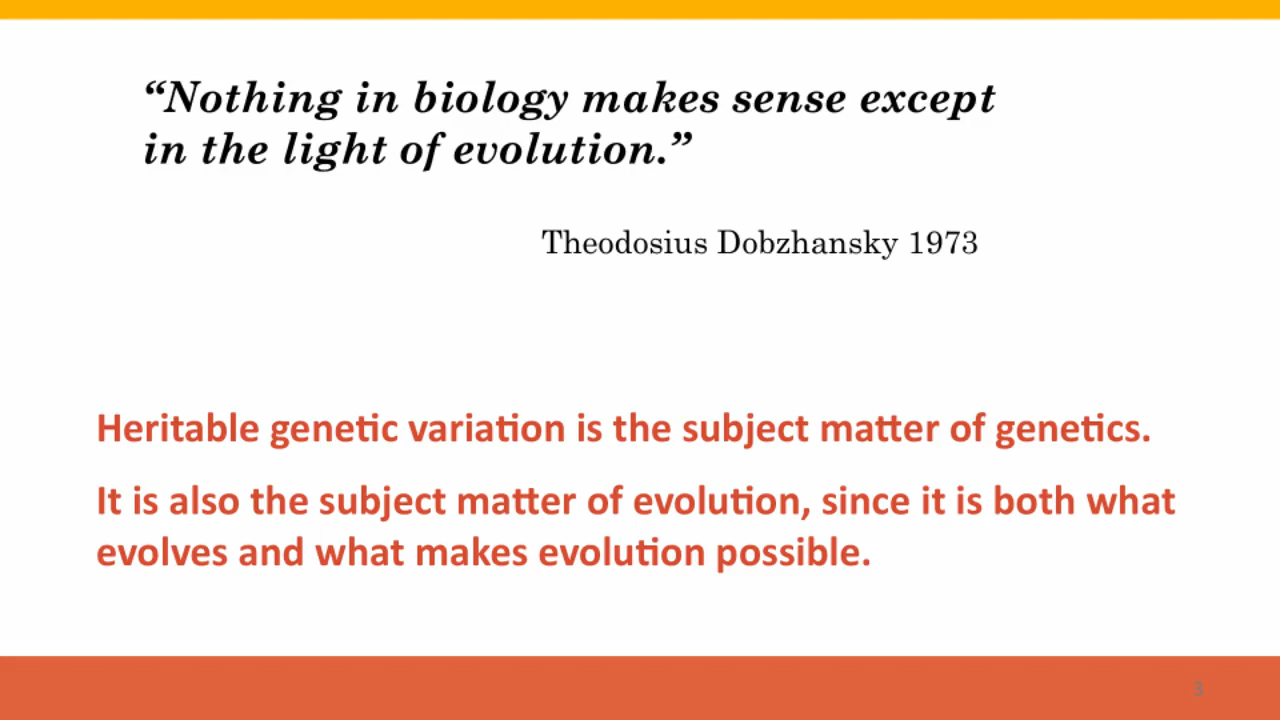 “Nothing in biology makes sense except
in the light of evolution.”
Theodosius Dobzhansky 1973
Heritable genetic variation is the subject matter of genetics.
It is also the subject matter of evolution, since it is both what
evolves and what makes evolution possible.
3